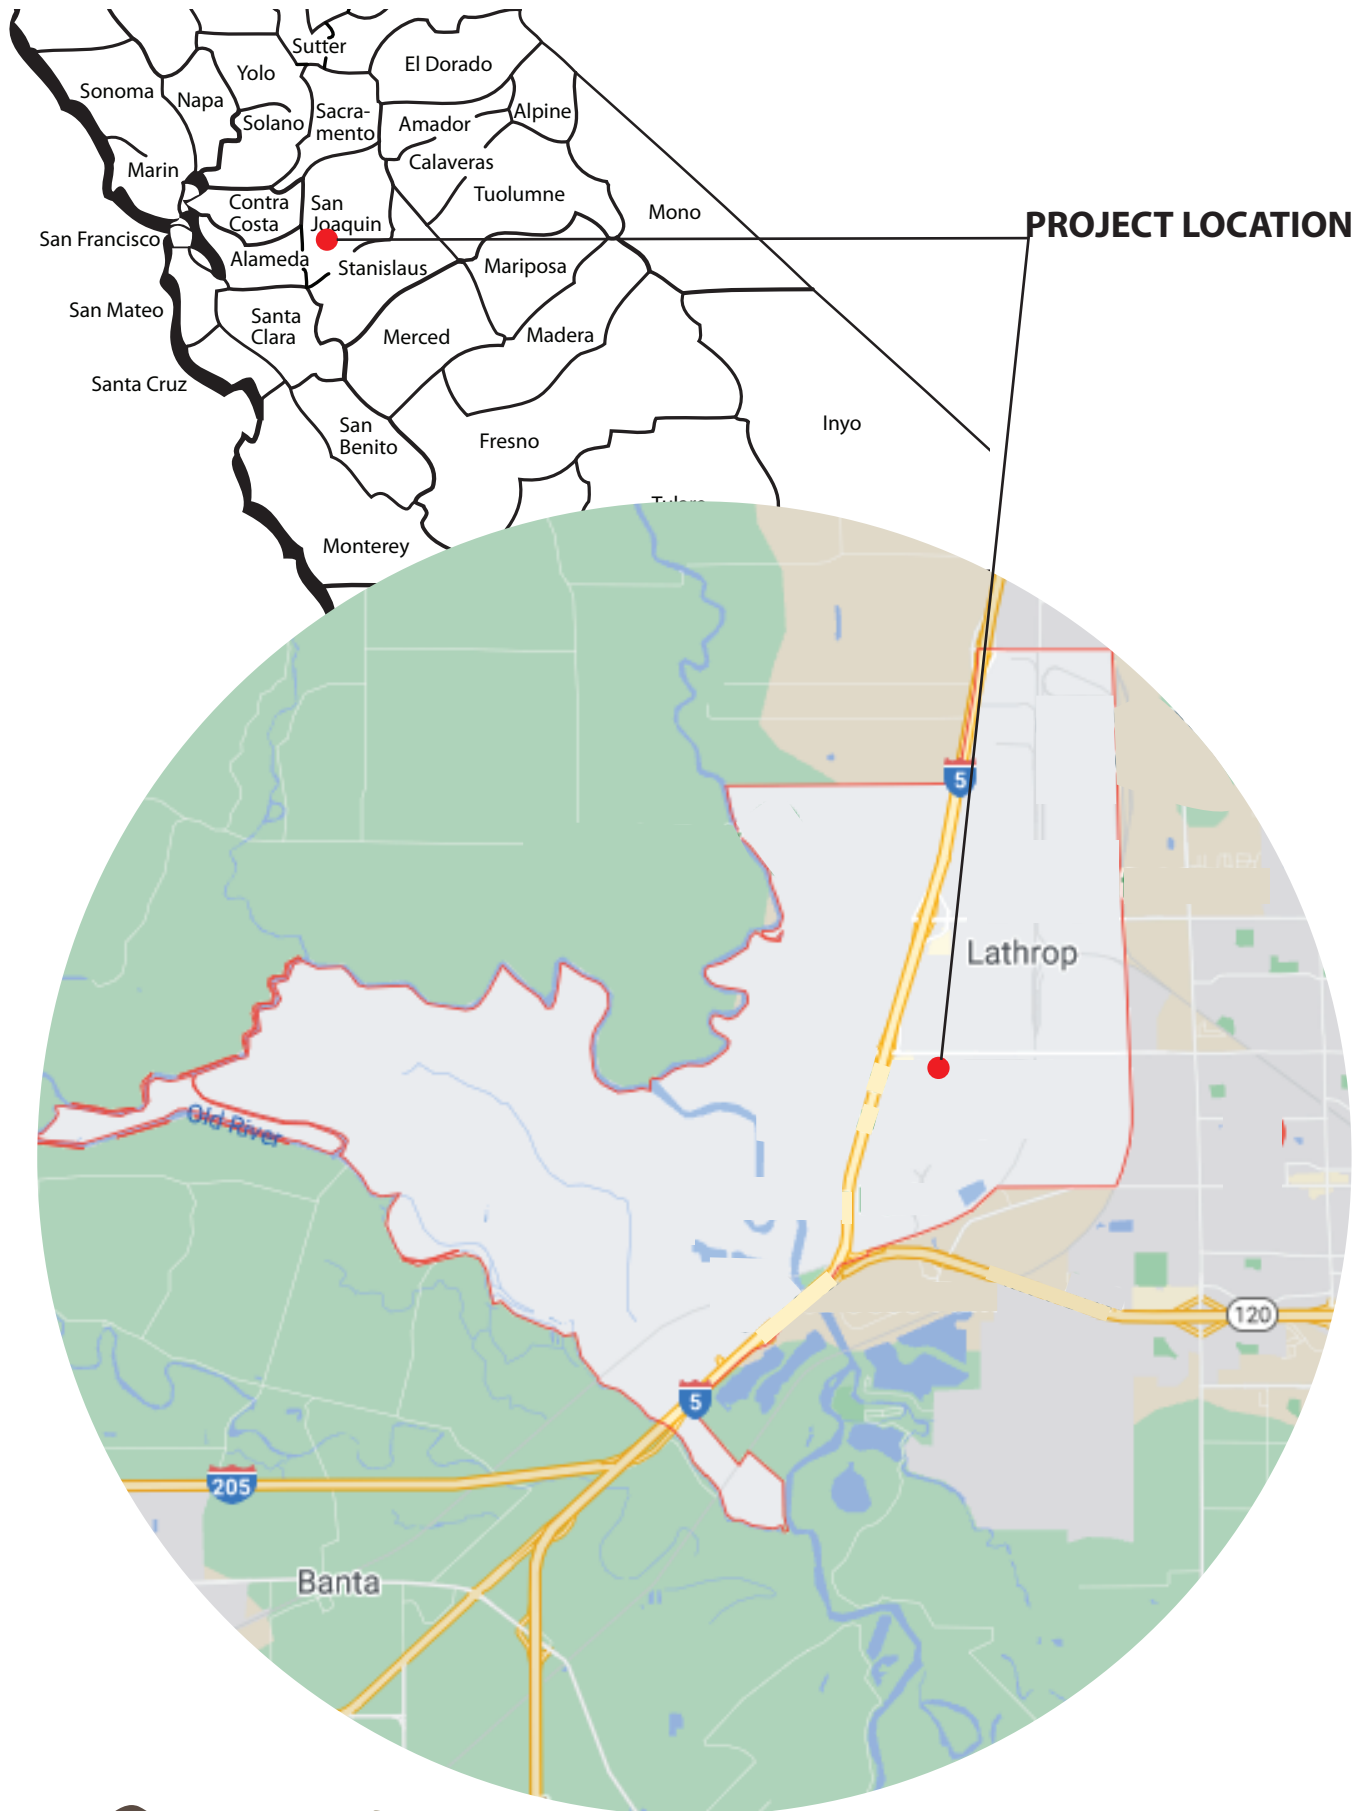 Sutter
El Dorado
Yolo
Sonoma
Napa
Sacra-
mento
Alpine
Solano
Amador
Calaveras
Marin
Tuolumne
Contra
Costa
San
Joaquin
Mono
PROJECT LOCATION
San Francisco
Alameda
Stanislaus
Mariposa
San Mateo
Santa
Clara
Merced
Madera
Santa Cruz
San
Benito
Fresno
Inyo
Tulare
Monterey
5
Lathrop
Old River
120
5
205
Banta